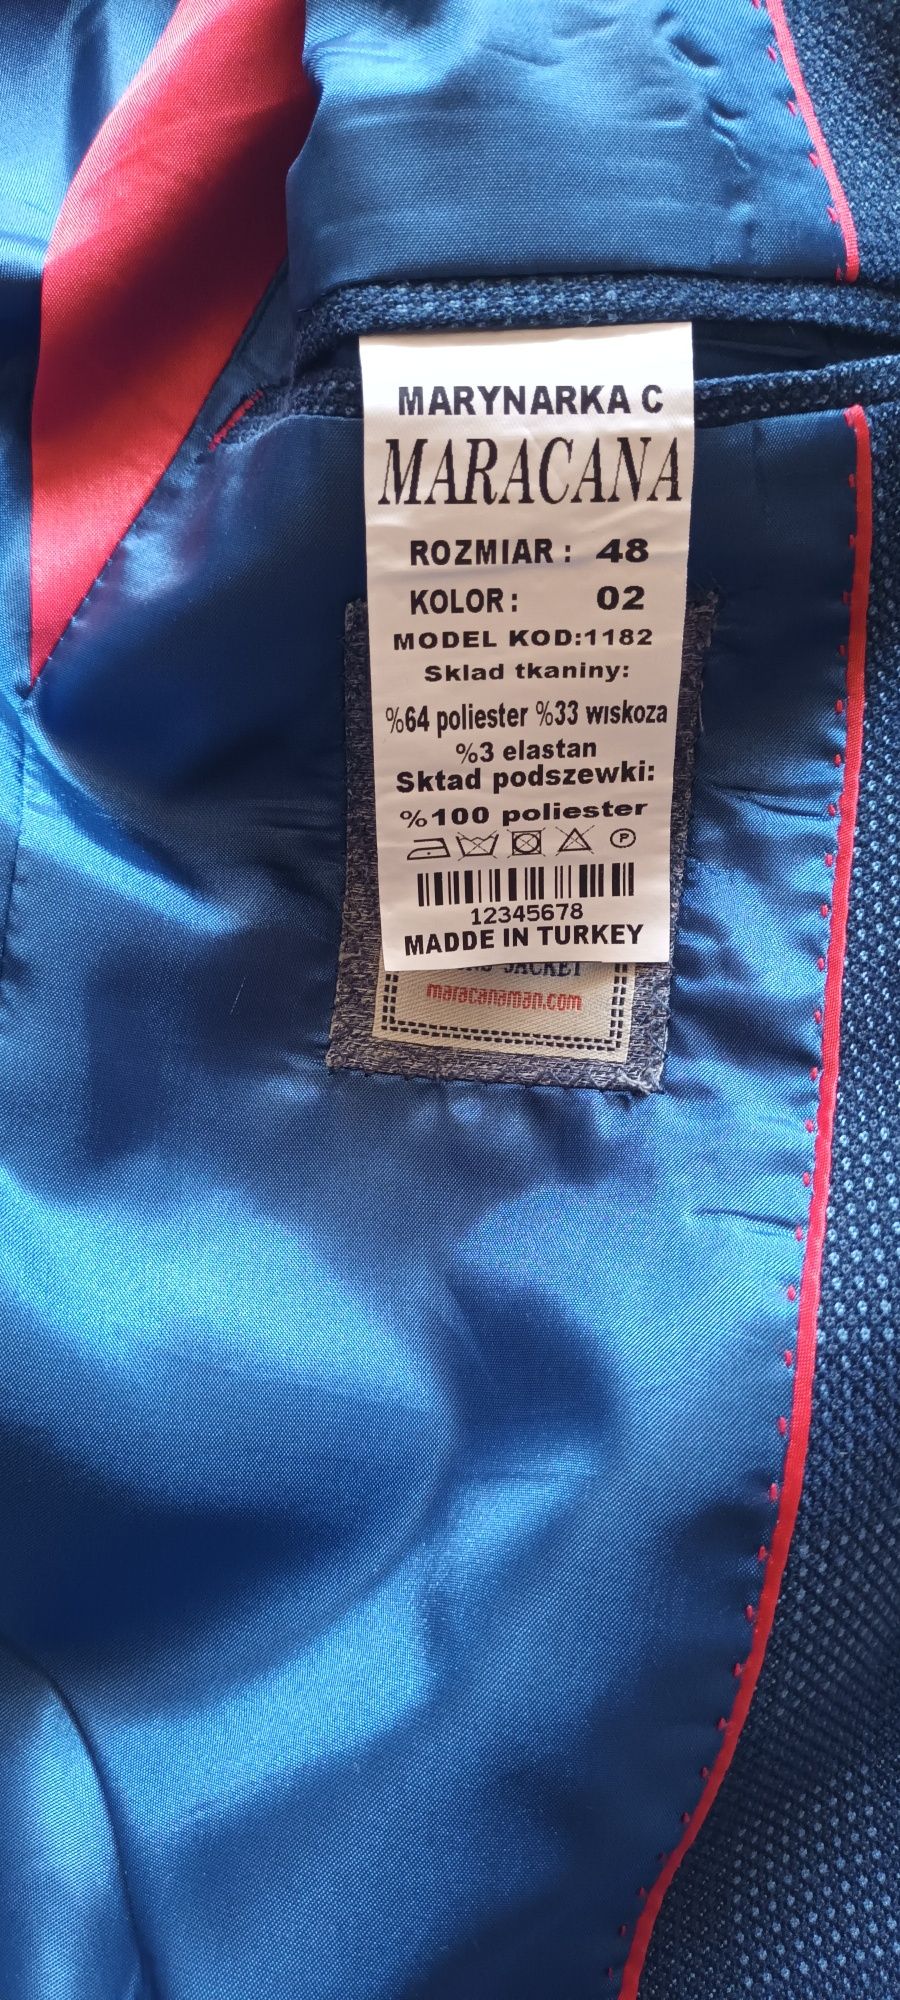 MARYNARKA C
MARACANA
ROZMIAR : 48
KOLOR : 02
MODEL KOD:1182
Sklad tkaniny:
%64 poliester %33 wiskoza
%3 elastan
Sktad podszewki:
%100 poliester
P
12345678
MADDE IN TURKEY
JACKET
maracanaman.com